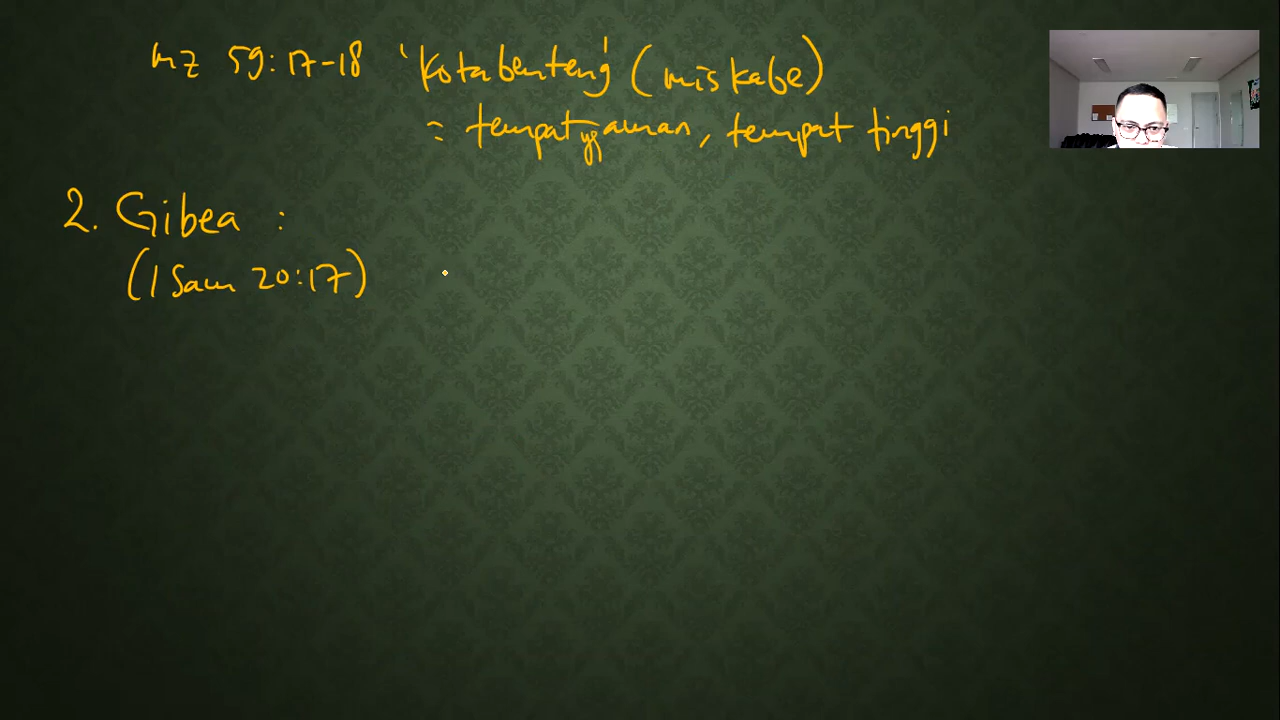 Mz 59:17-18 'Kota benteng' (miskabe)
= tempat yg aman, tempat tinggi
2. Gibea :
(1 Sam 20:17)